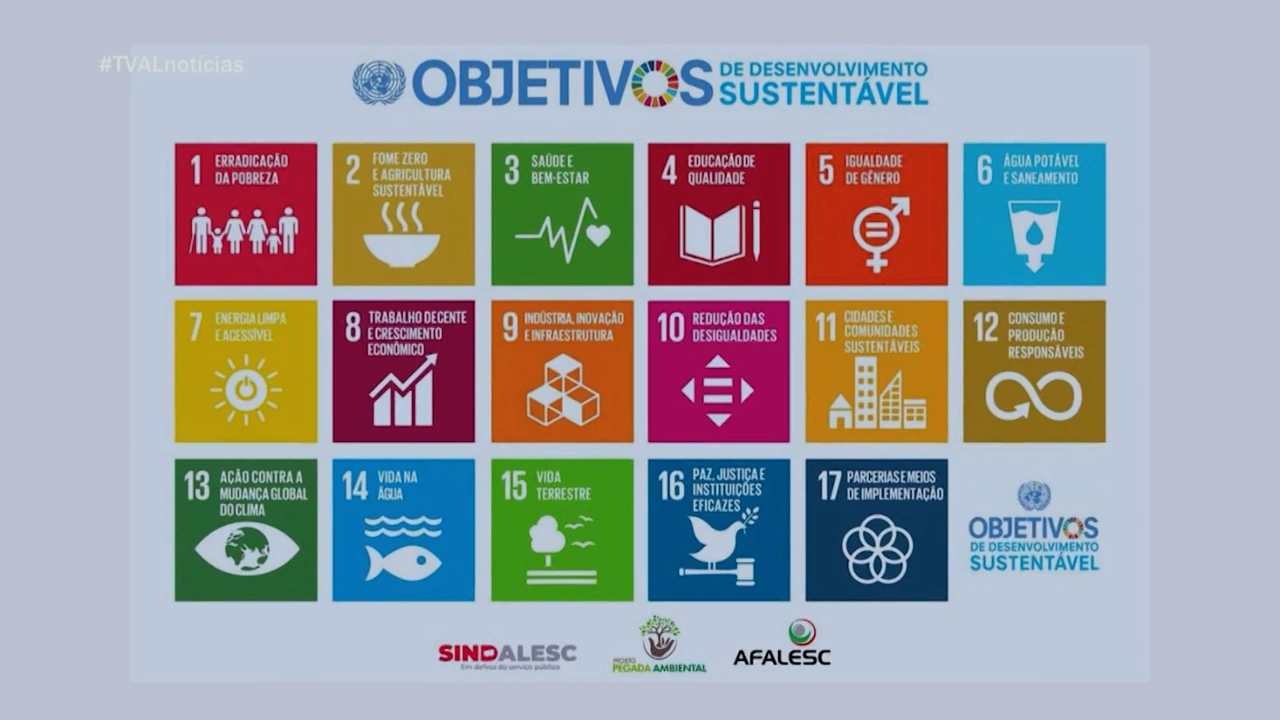 #TVALnotícias
OBJETIVOS
DE DESENVOLVIMENTO
SUSTENTÁVEL
1 ERRADICAÇÃO
DA POBREZA
2 FOME ZERO
E AGRICULTURA
SUSTENTÁVEL
3 SAÚDE E
BEM-ESTAR
4 EDUCAÇÃO DE
QUALIDADE
5 IGUALDADE
DE GÊNERO
6 ÁGUA POTÁVEL
E SANEAMENTO
7 ENERGIA LIMPA
E ACESSÍVEL
8 TRABALHO DECENTE
E CRESCIMENTO
ECONÔMICO
9 INDÚSTRIA, INOVAÇÃO
E INFRAESTRUTURA
10 REDUÇÃO DAS
DESIGUALDADES
11 CIDADES E
COMUNIDADES
SUSTENTÁVEIS
12 CONSUMO E
PRODUÇÃO
RESPONSÁVEIS
13 AÇÃO CONTRA A
MUDANÇA GLOBAL
DO CLIMA
14 VIDA NA
ÁGUA
15 VIDA
TERRESTRE
16 PAZ, JUSTIÇA E
INSTITUIÇÕES
EFICAZES
17 PARCERIAS E MEIOS
DE IMPLEMENTAÇÃO
OBJETIVOS
DE DESENVOLVIMENTO
SUSTENTÁVEL
SINDALESC
Em defesa do serviço público
PROJETO
PEGADA AMBIENTAL
AFALESC